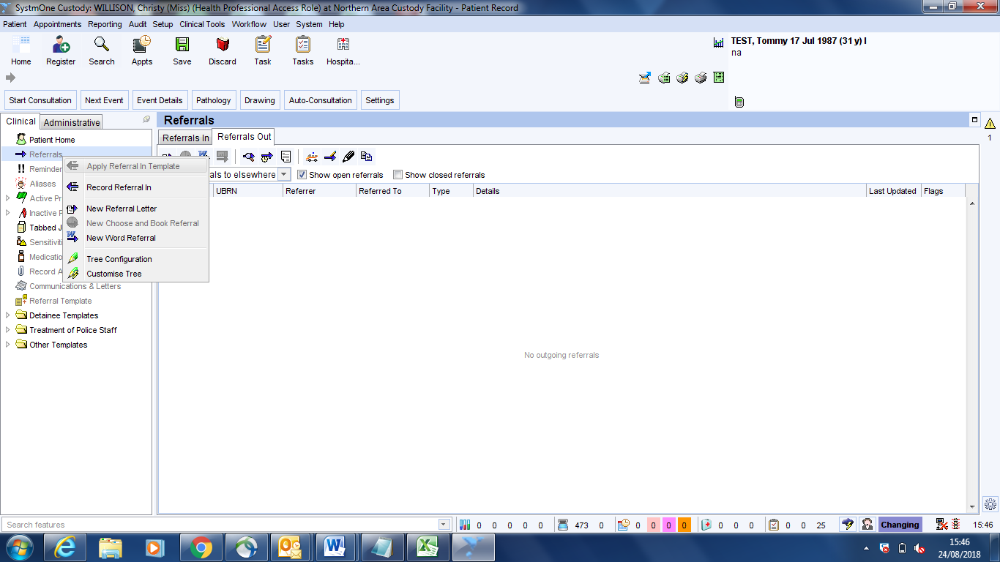 SystmOne Custody: WILLISON, Christy (Miss) (Health Professional Access Role) at Northern Area Custody Facility - Patient Record
Patient Appointments Reporting Audit Setup Clinical Tools Workflow User System Help
Home Register Search Appts Save Discard Task Tasks Hospita...
TEST, Tommy 17 Jul 1987 (31 y) I
na
Start Consultation Next Event Event Details Pathology Drawing Auto-Consultation Settings
Clinical Administrative
Referrals
1
Patient Home
Referrals In Referrals Out
Referrals
Apply Referral In Template
Reminder
als to elsewhere Show open referrals Show closed referrals
Aliases
Record Referral In
UBRN Referrer Referred To Type Details Last Updated Flags
Active Pr
New Referral Letter
Inactive P
New Choose and Book Referral
Tabbed J
New Word Referral
Sensitiviti
Medicatio
Tree Configuration
Record A
Customise Tree
Communications & Letters
Referral Template
Detainee Templates
Treatment of Police Staff
Other Templates
No outgoing referrals
Search features
0 0 0 0 0 473 0 0 0 0 0 0 0 0 0 0 25 Changing 15:46
15:46
24/08/2018